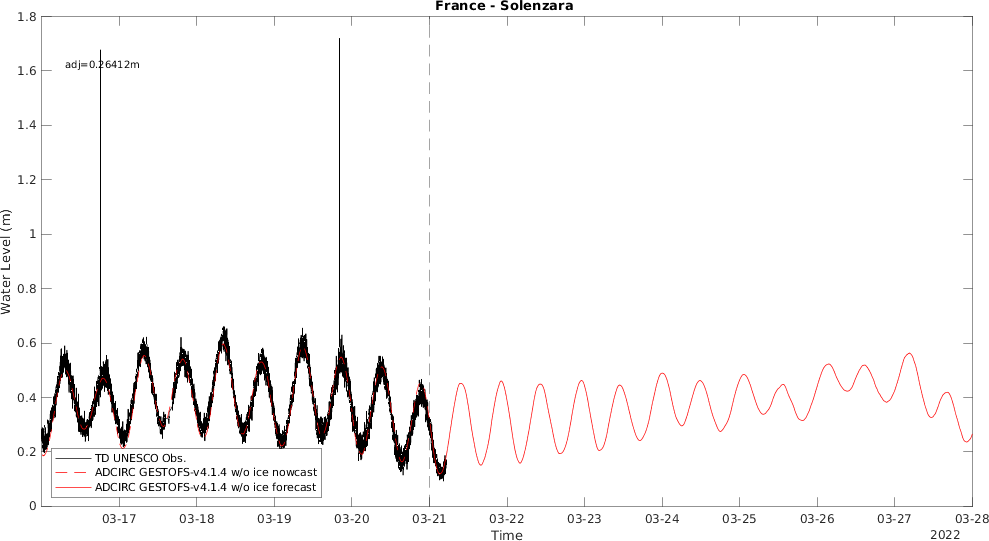 France - Solenzara
adj=0.26412m
Water Level (m)
1.8
1.6
1.4
1.2
1
0.8
0.6
0.4
0.2
0
TD UNESCO Obs.
ADCIRC GESTOFS-v4.1.4 w/o ice nowcast
ADCIRC GESTOFS-v4.1.4 w/o ice forecast
03-17 03-18 03-19 03-20 03-21 03-22 03-23 03-24 03-25 03-26 03-27 03-28
Time
2022